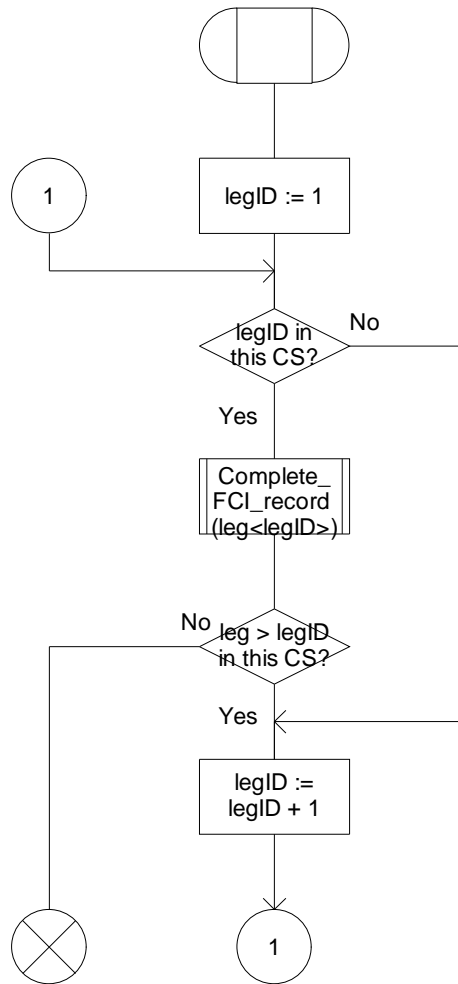 1
legID := 1
legID in
this CS?
No
Yes
Complete_
FCI_record
(leg<legID>)
No
leg > legID
in this CS?
Yes
legID :=
legID + 1
1